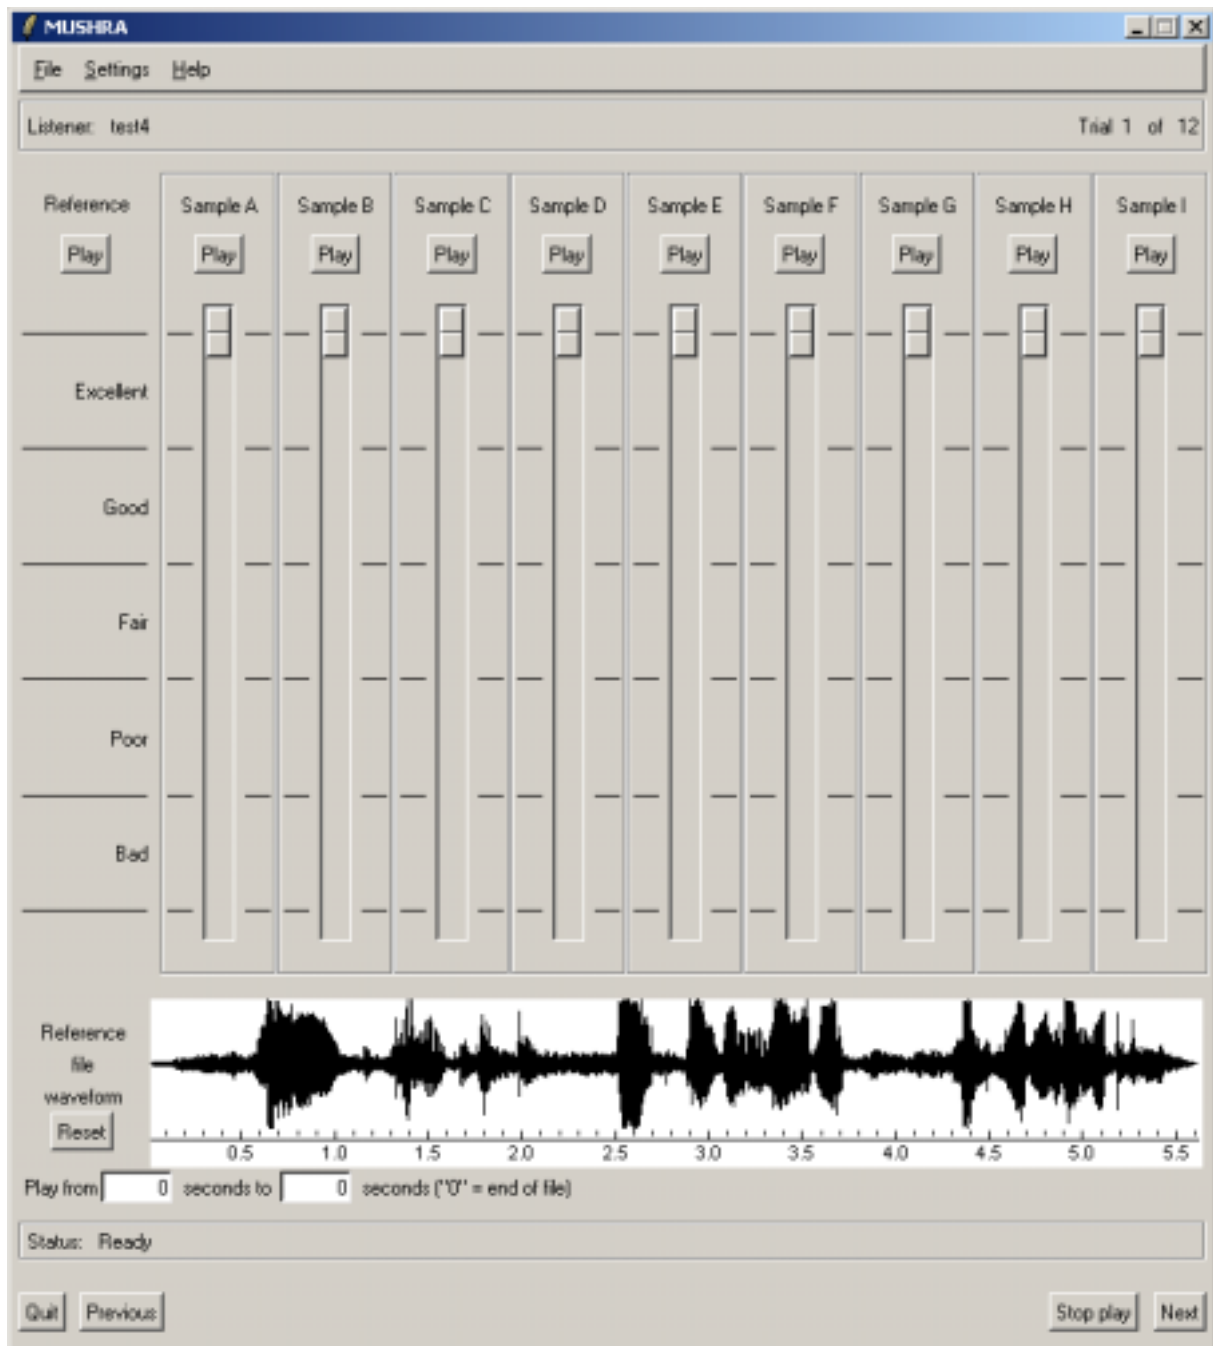 MUSHRA
File Settings Help
Listener: test4 Trial 1 of 12
Reference Sample A Sample B Sample C Sample D Sample E Sample F Sample G Sample H Sample I
Play Play Play Play Play Play Play Play Play Play
Excellent
Good
Fair
Poor
Bad
Reference
file
waveform
Reset
0.5 1.0 1.5 2.0 2.5 3.0 3.5 4.0 4.5 5.0 5.5
Play from 0 seconds to 0 seconds ("0" = end of file)
Status: Ready
Quit Previous Stop play Next